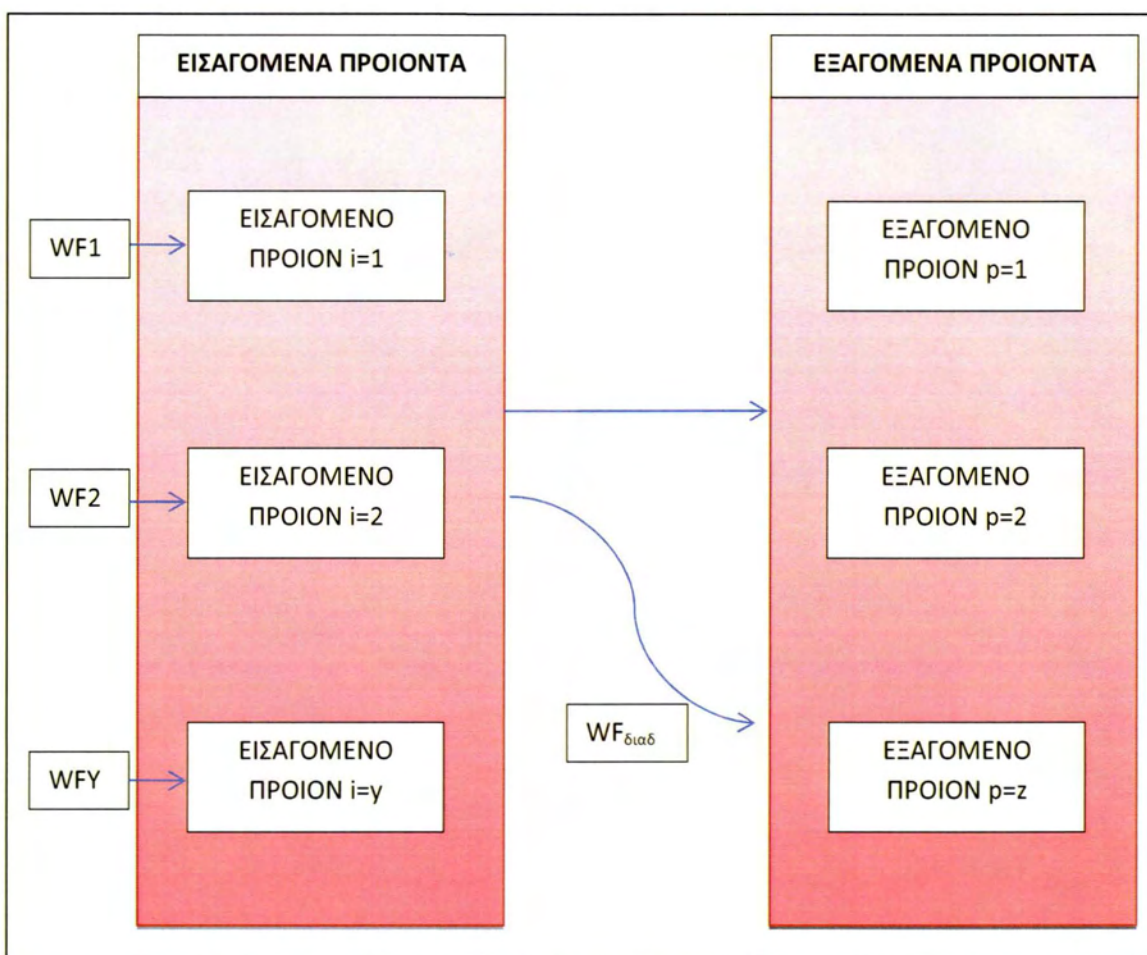 ΕΙΣΑΓΟΜΕΝΑ ΠΡΟΙΟΝΤΑ
ΕΞΑΓΟΜΕΝΑ ΠΡΟΙΟΝΤΑ
WF1
ΕΙΣΑΓΟΜΕΝΟ
ΠΡΟΙΟΝ i=1
ΕΞΑΓΟΜΕΝΟ
ΠΡΟΙΟΝ p=1
WF2
ΕΙΣΑΓΟΜΕΝΟ
ΠΡΟΙΟΝ i=2
ΕΞΑΓΟΜΕΝΟ
ΠΡΟΙΟΝ p=2
WFδιαδ
WFY
ΕΙΣΑΓΟΜΕΝΟ
ΠΡΟΙΟΝ i=y
ΕΞΑΓΟΜΕΝΟ
ΠΡΟΙΟΝ p=z